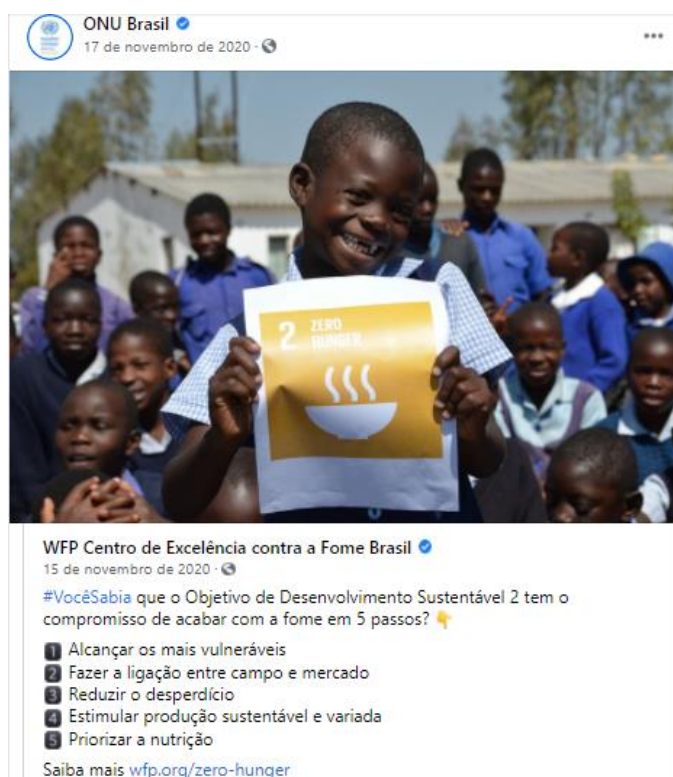 ONU Brasil
17 de novembro de 2020 ·
2 ZERO
HUNGER
WFP Centro de Excelência contra a Fome Brasil
15 de novembro de 2020 ·
#VocêSabia que o Objetivo de Desenvolvimento Sustentável 2 tem o
compromisso de acabar com a fome em 5 passos? 👇
1 Alcançar os mais vulneráveis
2 Fazer a ligação entre campo e mercado
3 Reduzir o desperdício
4 Estimular produção sustentável e variada
5 Priorizar a nutrição
Saiba mais wfp.org/zero-hunger